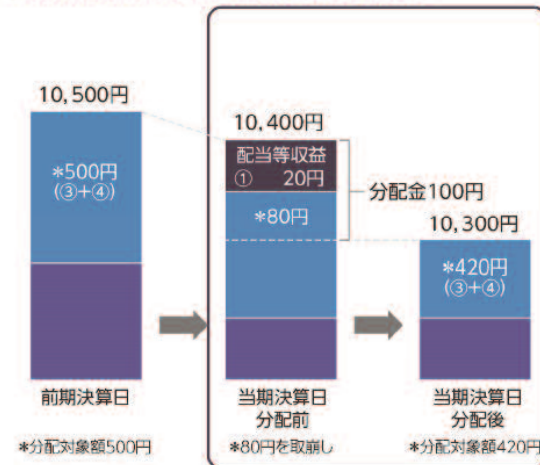 10,500円
*500円
(③+④)
前期決算日
*分配対象額500円
10,400円
配当等収益
① 20円
*80円
分配金100円
当期決算日
分配前
*80円を取崩し
10,300円
*420円
(③+④)
当期決算日
分配後
*分配対象額420円